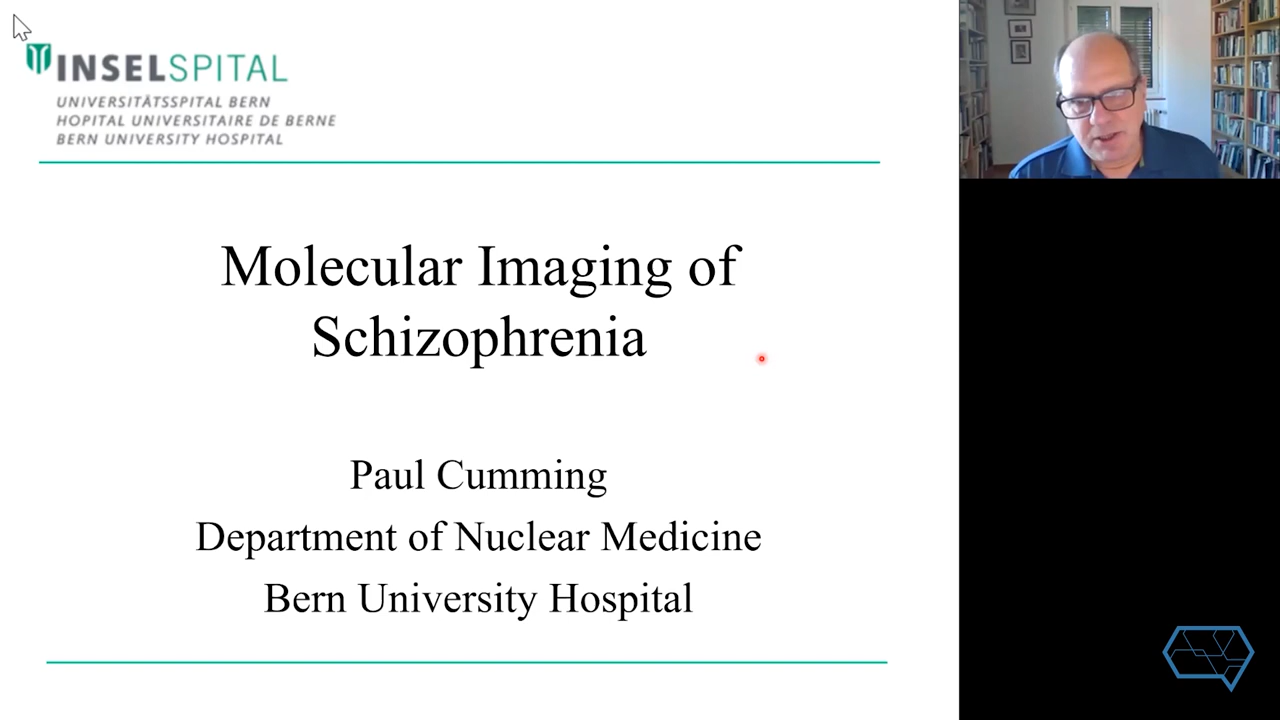 INSELSPITAL
UNIVERSITÄTSSPITAL BERN
HOPITAL UNIVERSITAIRE DE BERNE
BERN UNIVERSITY HOSPITAL
Molecular Imaging of
Schizophrenia
Paul Cumming
Department of Nuclear Medicine
Bern University Hospital